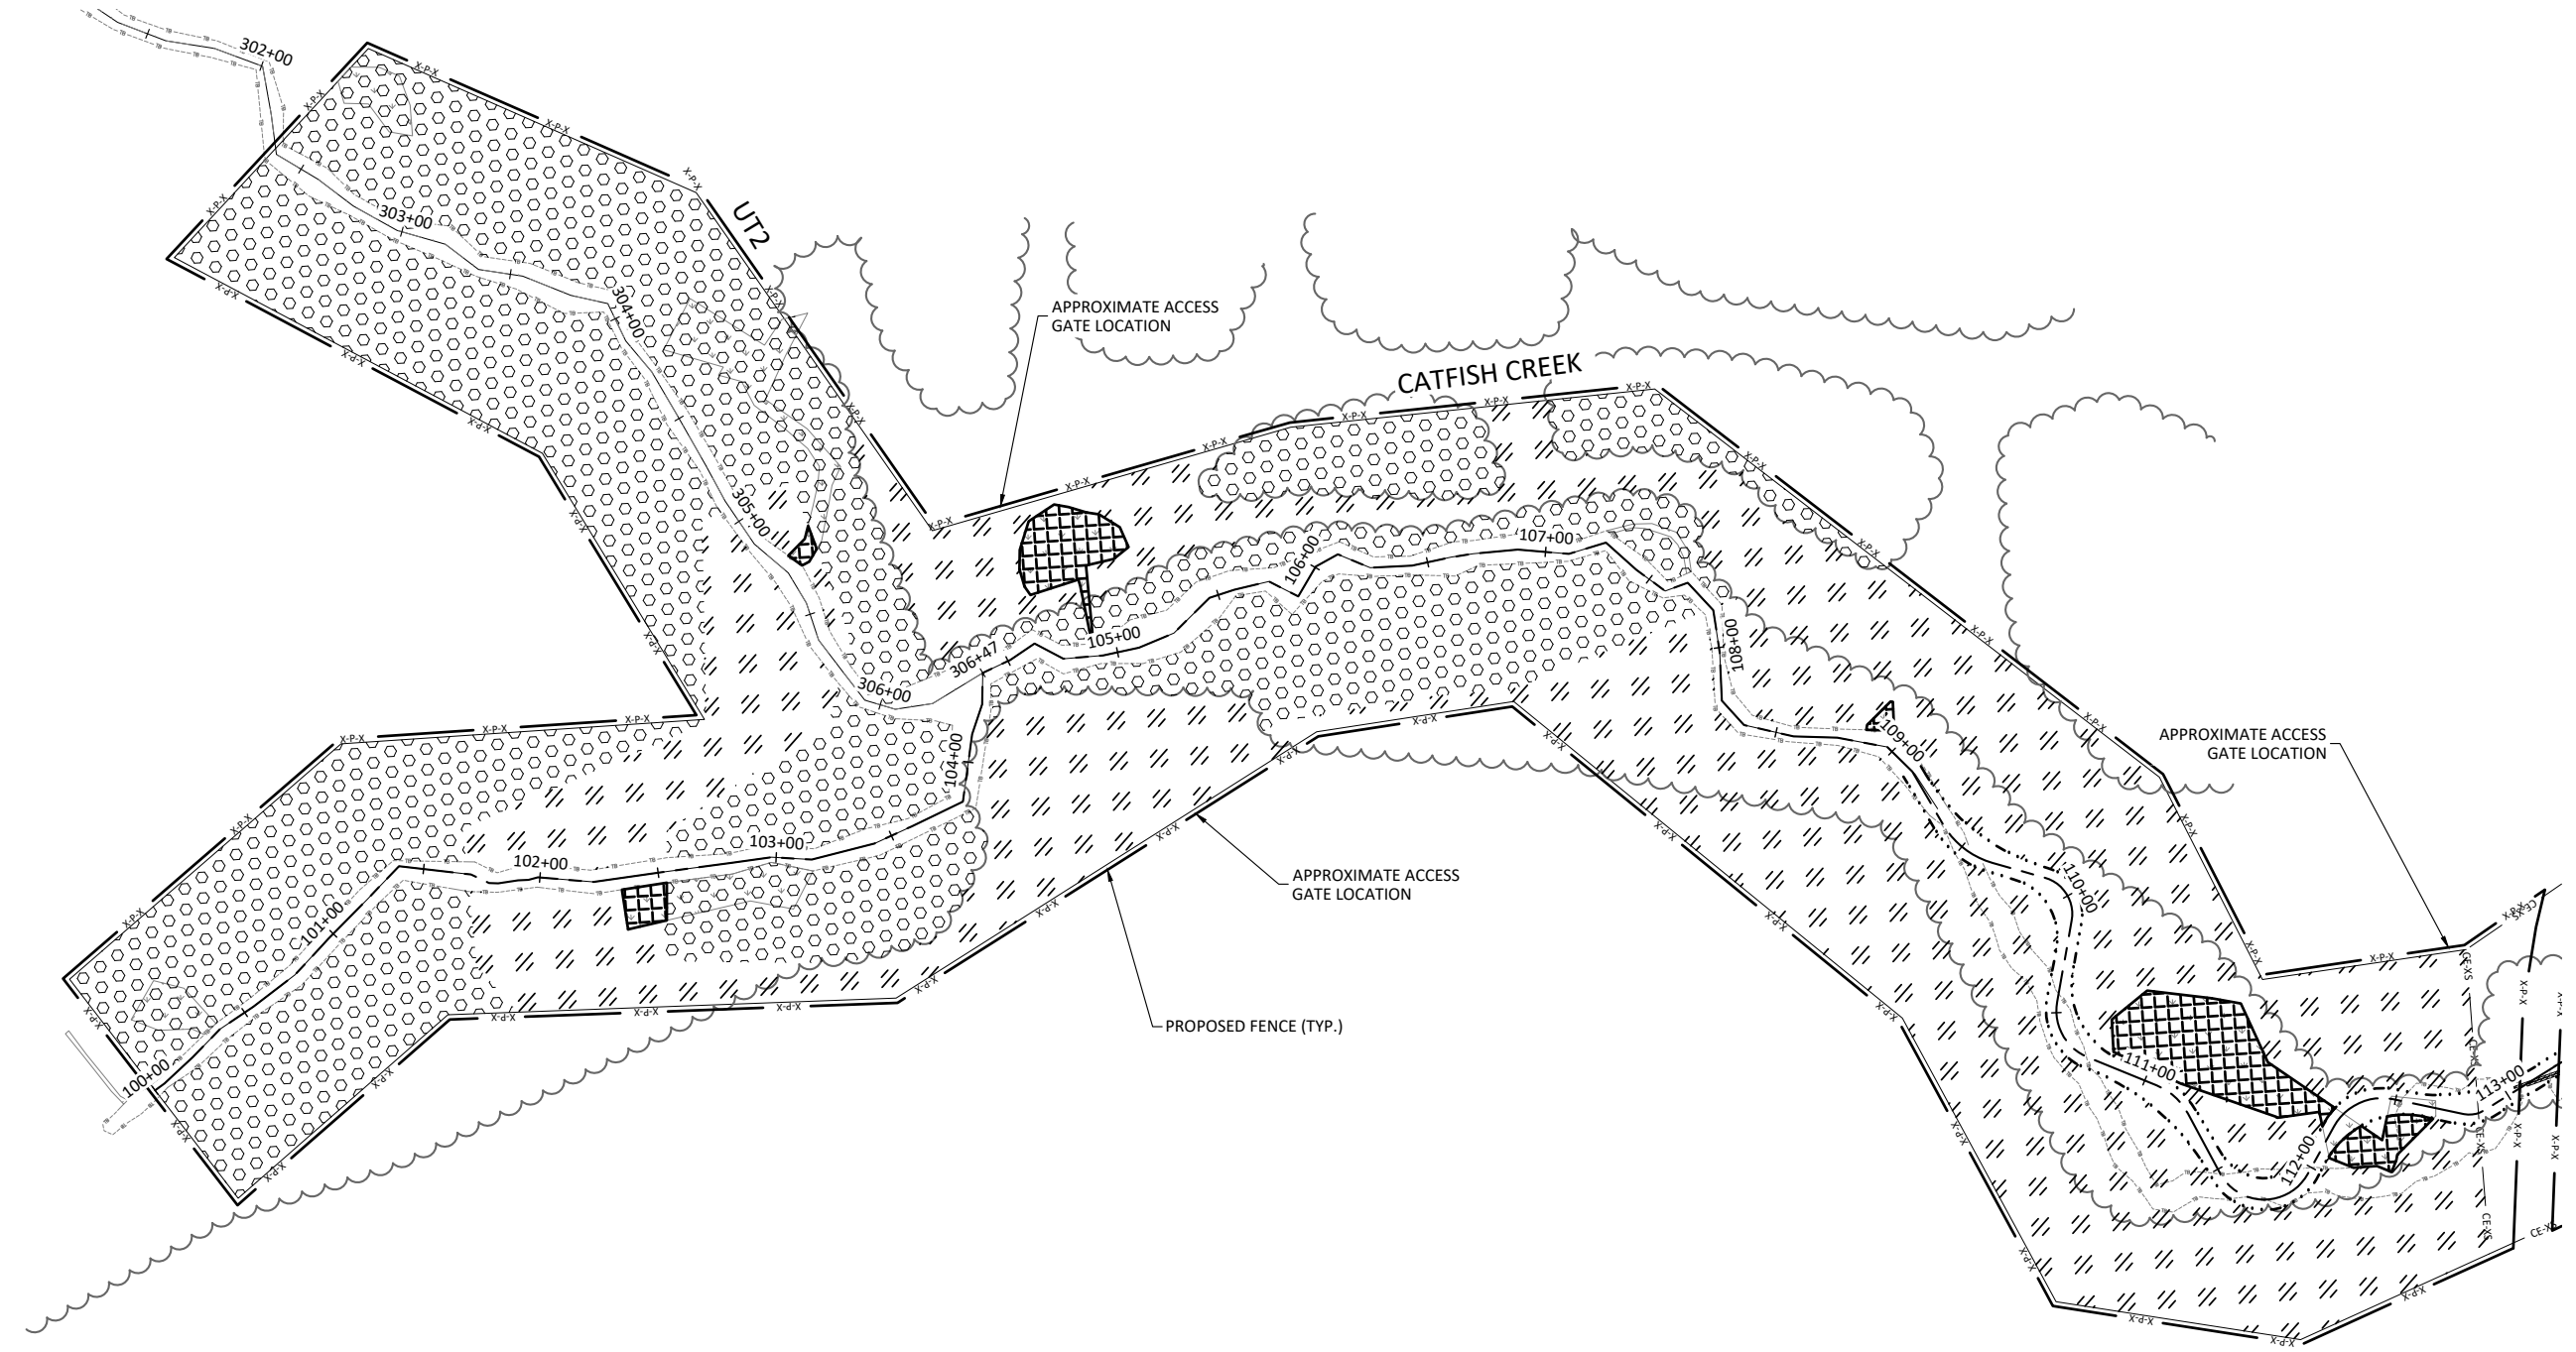 302+00
303+00
UT2
304+00
APPROXIMATE ACCESS
GATE LOCATION
CATFISH CREEK
305+00
306+00
306+47
104+00
105+00
106+00
107+00
108+00
109+00
APPROXIMATE ACCESS
GATE LOCATION
100+00
101+00
102+00
103+00
APPROXIMATE ACCESS
GATE LOCATION
PROPOSED FENCE (TYP.)
110+00
111+00
112+00
113+00
X-P-X
CE-XS
TB